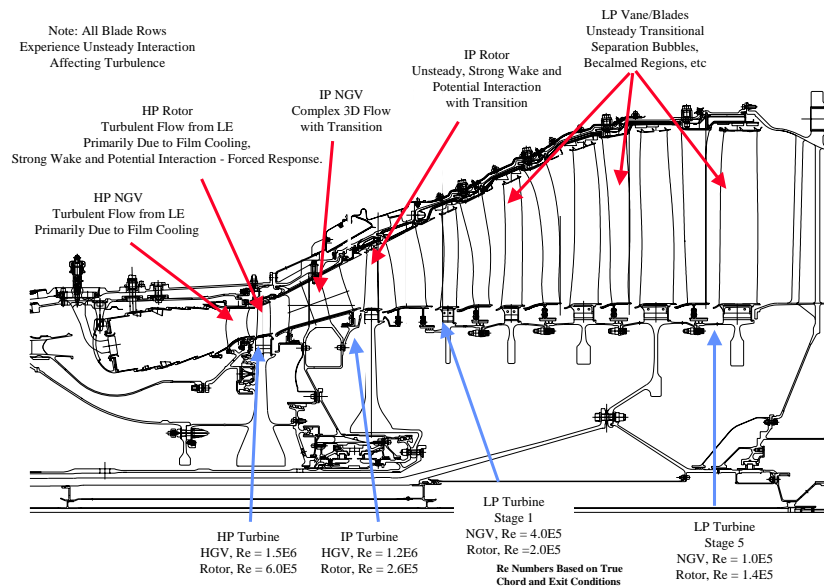 Note: All Blade Rows
Experience Unsteady Interaction
Affecting Turbulence
LP Vane/Blades
Unsteady Transitional
Separation Bubbles,
Becalmed Regions, etc
IP Rotor
Unsteady, Strong Wake and
Potential Interaction
with Transition
IP NGV
Complex 3D Flow
with Transition
HP Rotor
Turbulent Flow from LE
Primarily Due to Film Cooling,
Strong Wake and Potential Interaction - Forced Response.
HP NGV
Turbulent Flow from LE
Primarily Due to Film Cooling
HP Turbine
HGV, Re = 1.5E6
Rotor, Re = 6.0E5
IP Turbine
HGV, Re = 1.2E6
Rotor, Re = 2.6E5
LP Turbine
Stage 1
NGV, Re = 4.0E5
Rotor, Re =2.0E5
Re Numbers Based on True
Chord and Exit Conditions
LP Turbine
Stage 5
NGV, Re = 1.0E5
Rotor, Re = 1.4E5